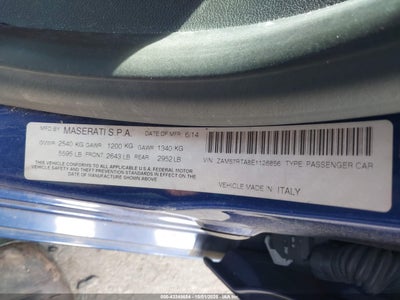 MFD BY MASERATI S.P.A. DATE OF MFR 6/14
GVWR 2540 KG GAWR 1200 KG GAWR 1340 KG
5595 LB FRONT 2643 LB REAR 2952 LB
THIS VEHICLE CONFORMS TO ALL APPLICABLE U.S.A. FEDERAL MOTOR
VEHICLE SAFETY, BUMPER AND THEFT PREVENTION STANDARDS IN EFFECT ON
THE DATE OF MANUFACTURE SHOWN ABOVE.
VIN: ZAM57RTA8E1126856 TYPE: PASSENGER CAR
MADE IN ITALY